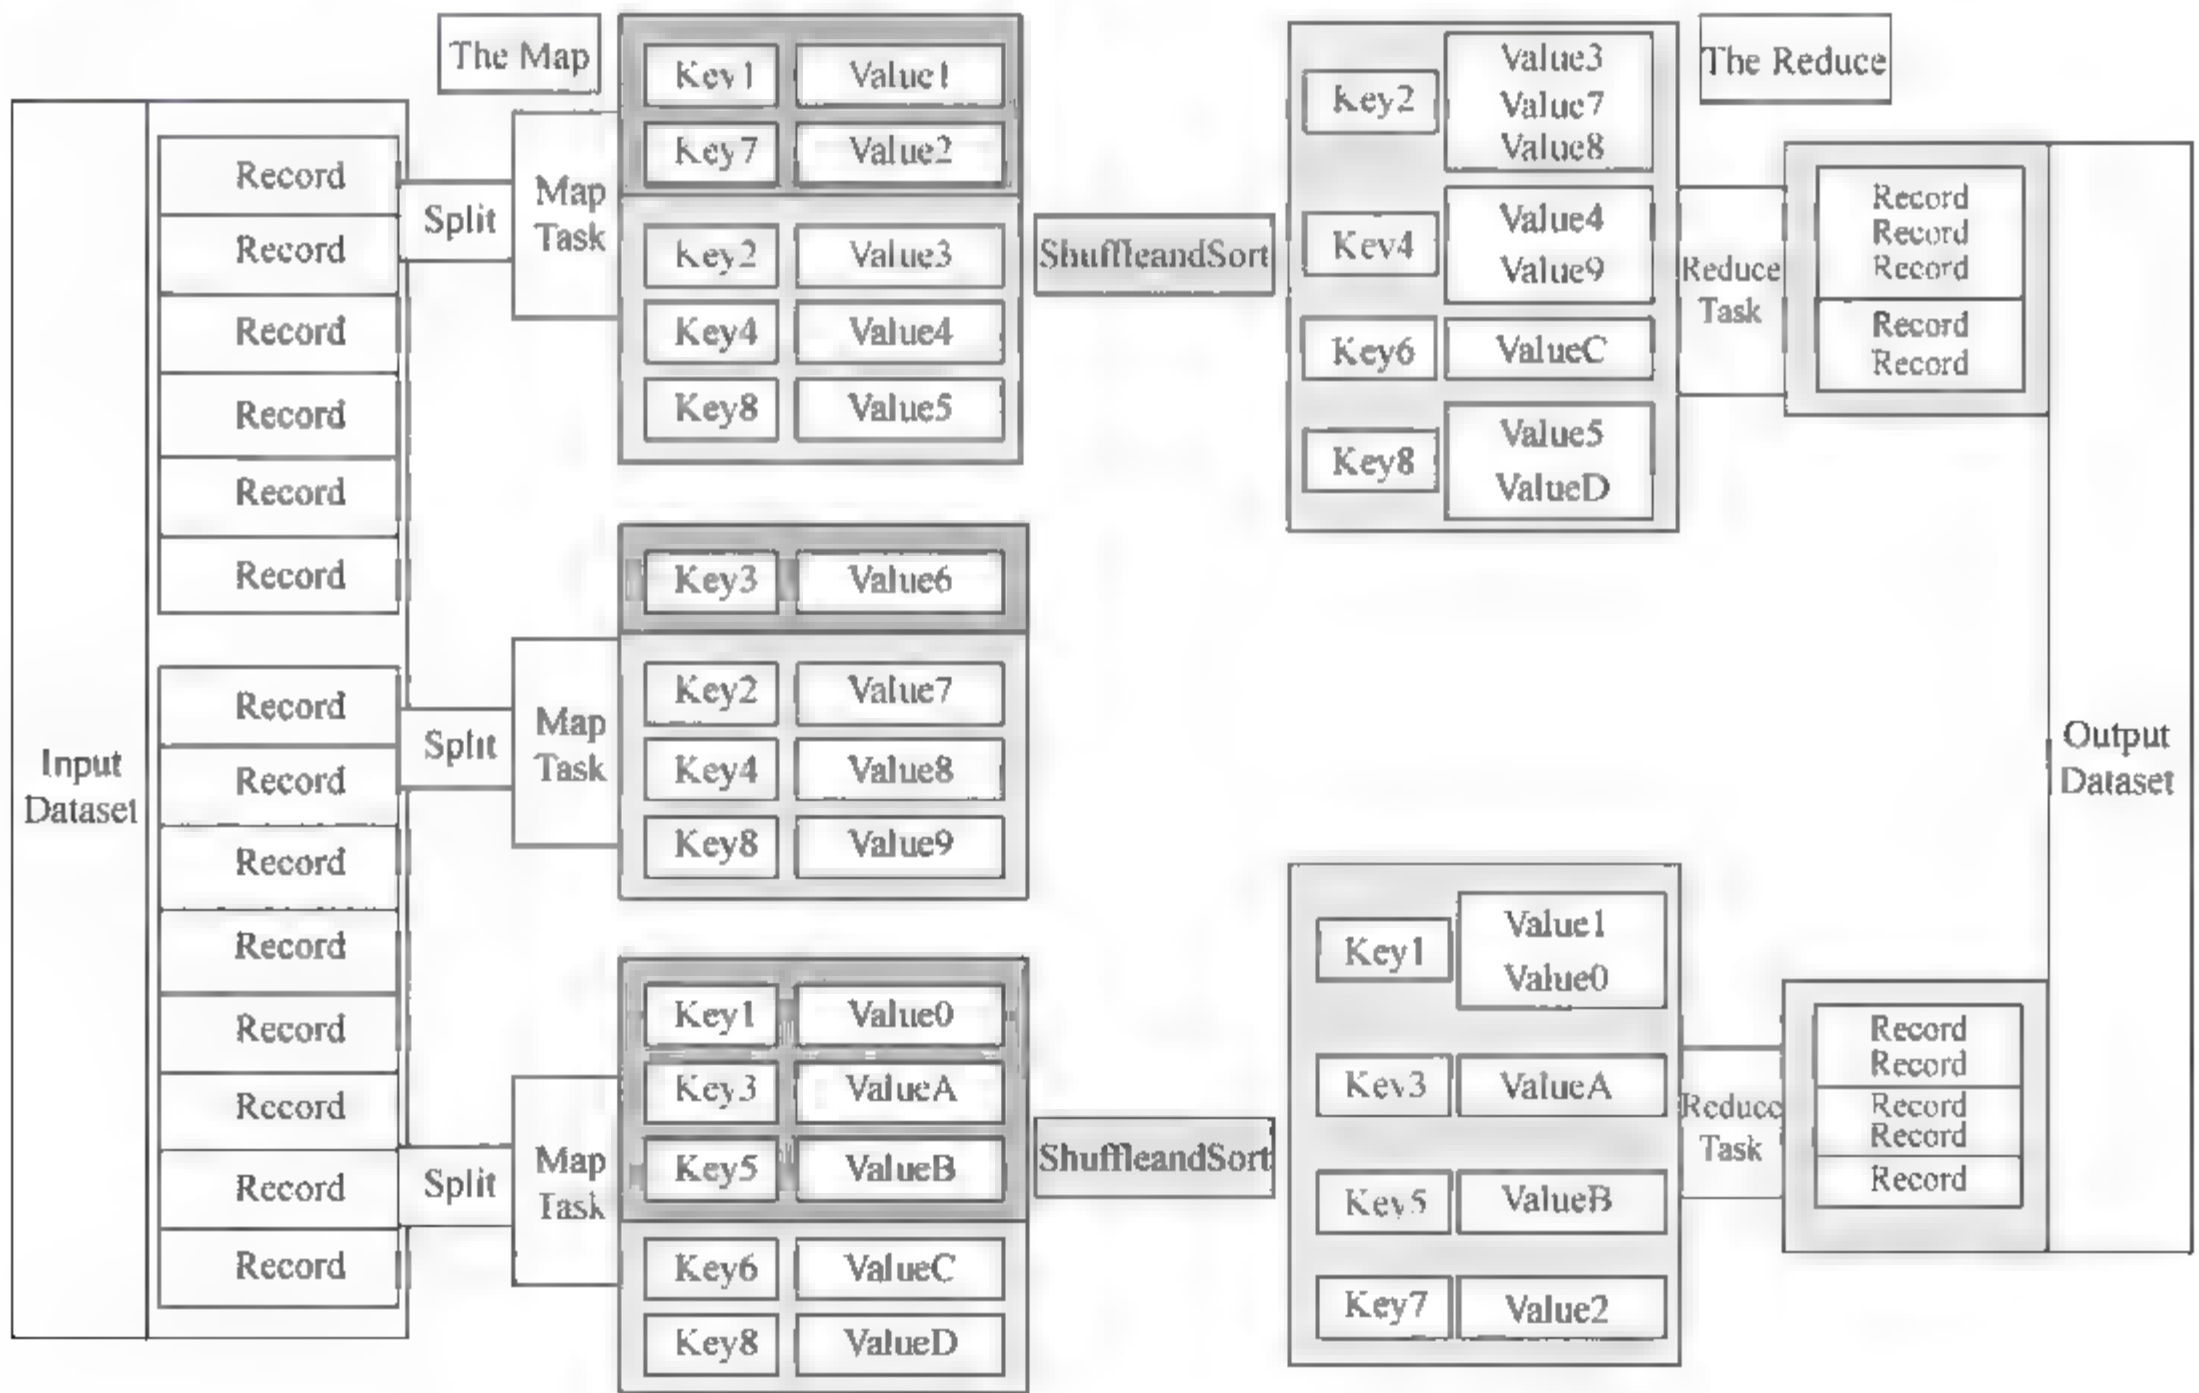 The Map
The Reduce
Input
Dataset
Record
Record
Record
Record
Record
Record
Record
Record
Record
Record
Record
Record
Record
Record
Split
Split
Split
Map
Task
Map
Task
Map
Task
Key1 Value1
Key7 Value2
Key2 Value3
Key4 Value4
Key8 Value5
Key3 Value6
Key2 Value7
Key4 Value8
Key8 Value9
Key1 Value0
Key3 ValueA
Key5 ValueB
Key6 ValueC
Key8 ValueD
ShuffleandSort
ShuffleandSort
Key2
Value3
Value7
Value8
Key4
Value4
Value9
Key6 ValueC
Key8
Value5
ValueD
Key1
Value1
Value0
Key3 ValueA
Key5 ValueB
Key7 Value2
Reduce
Task
Reduce
Task
Record
Record
Record
Record
Record
Record
Record
Record
Record
Record
Output
Dataset